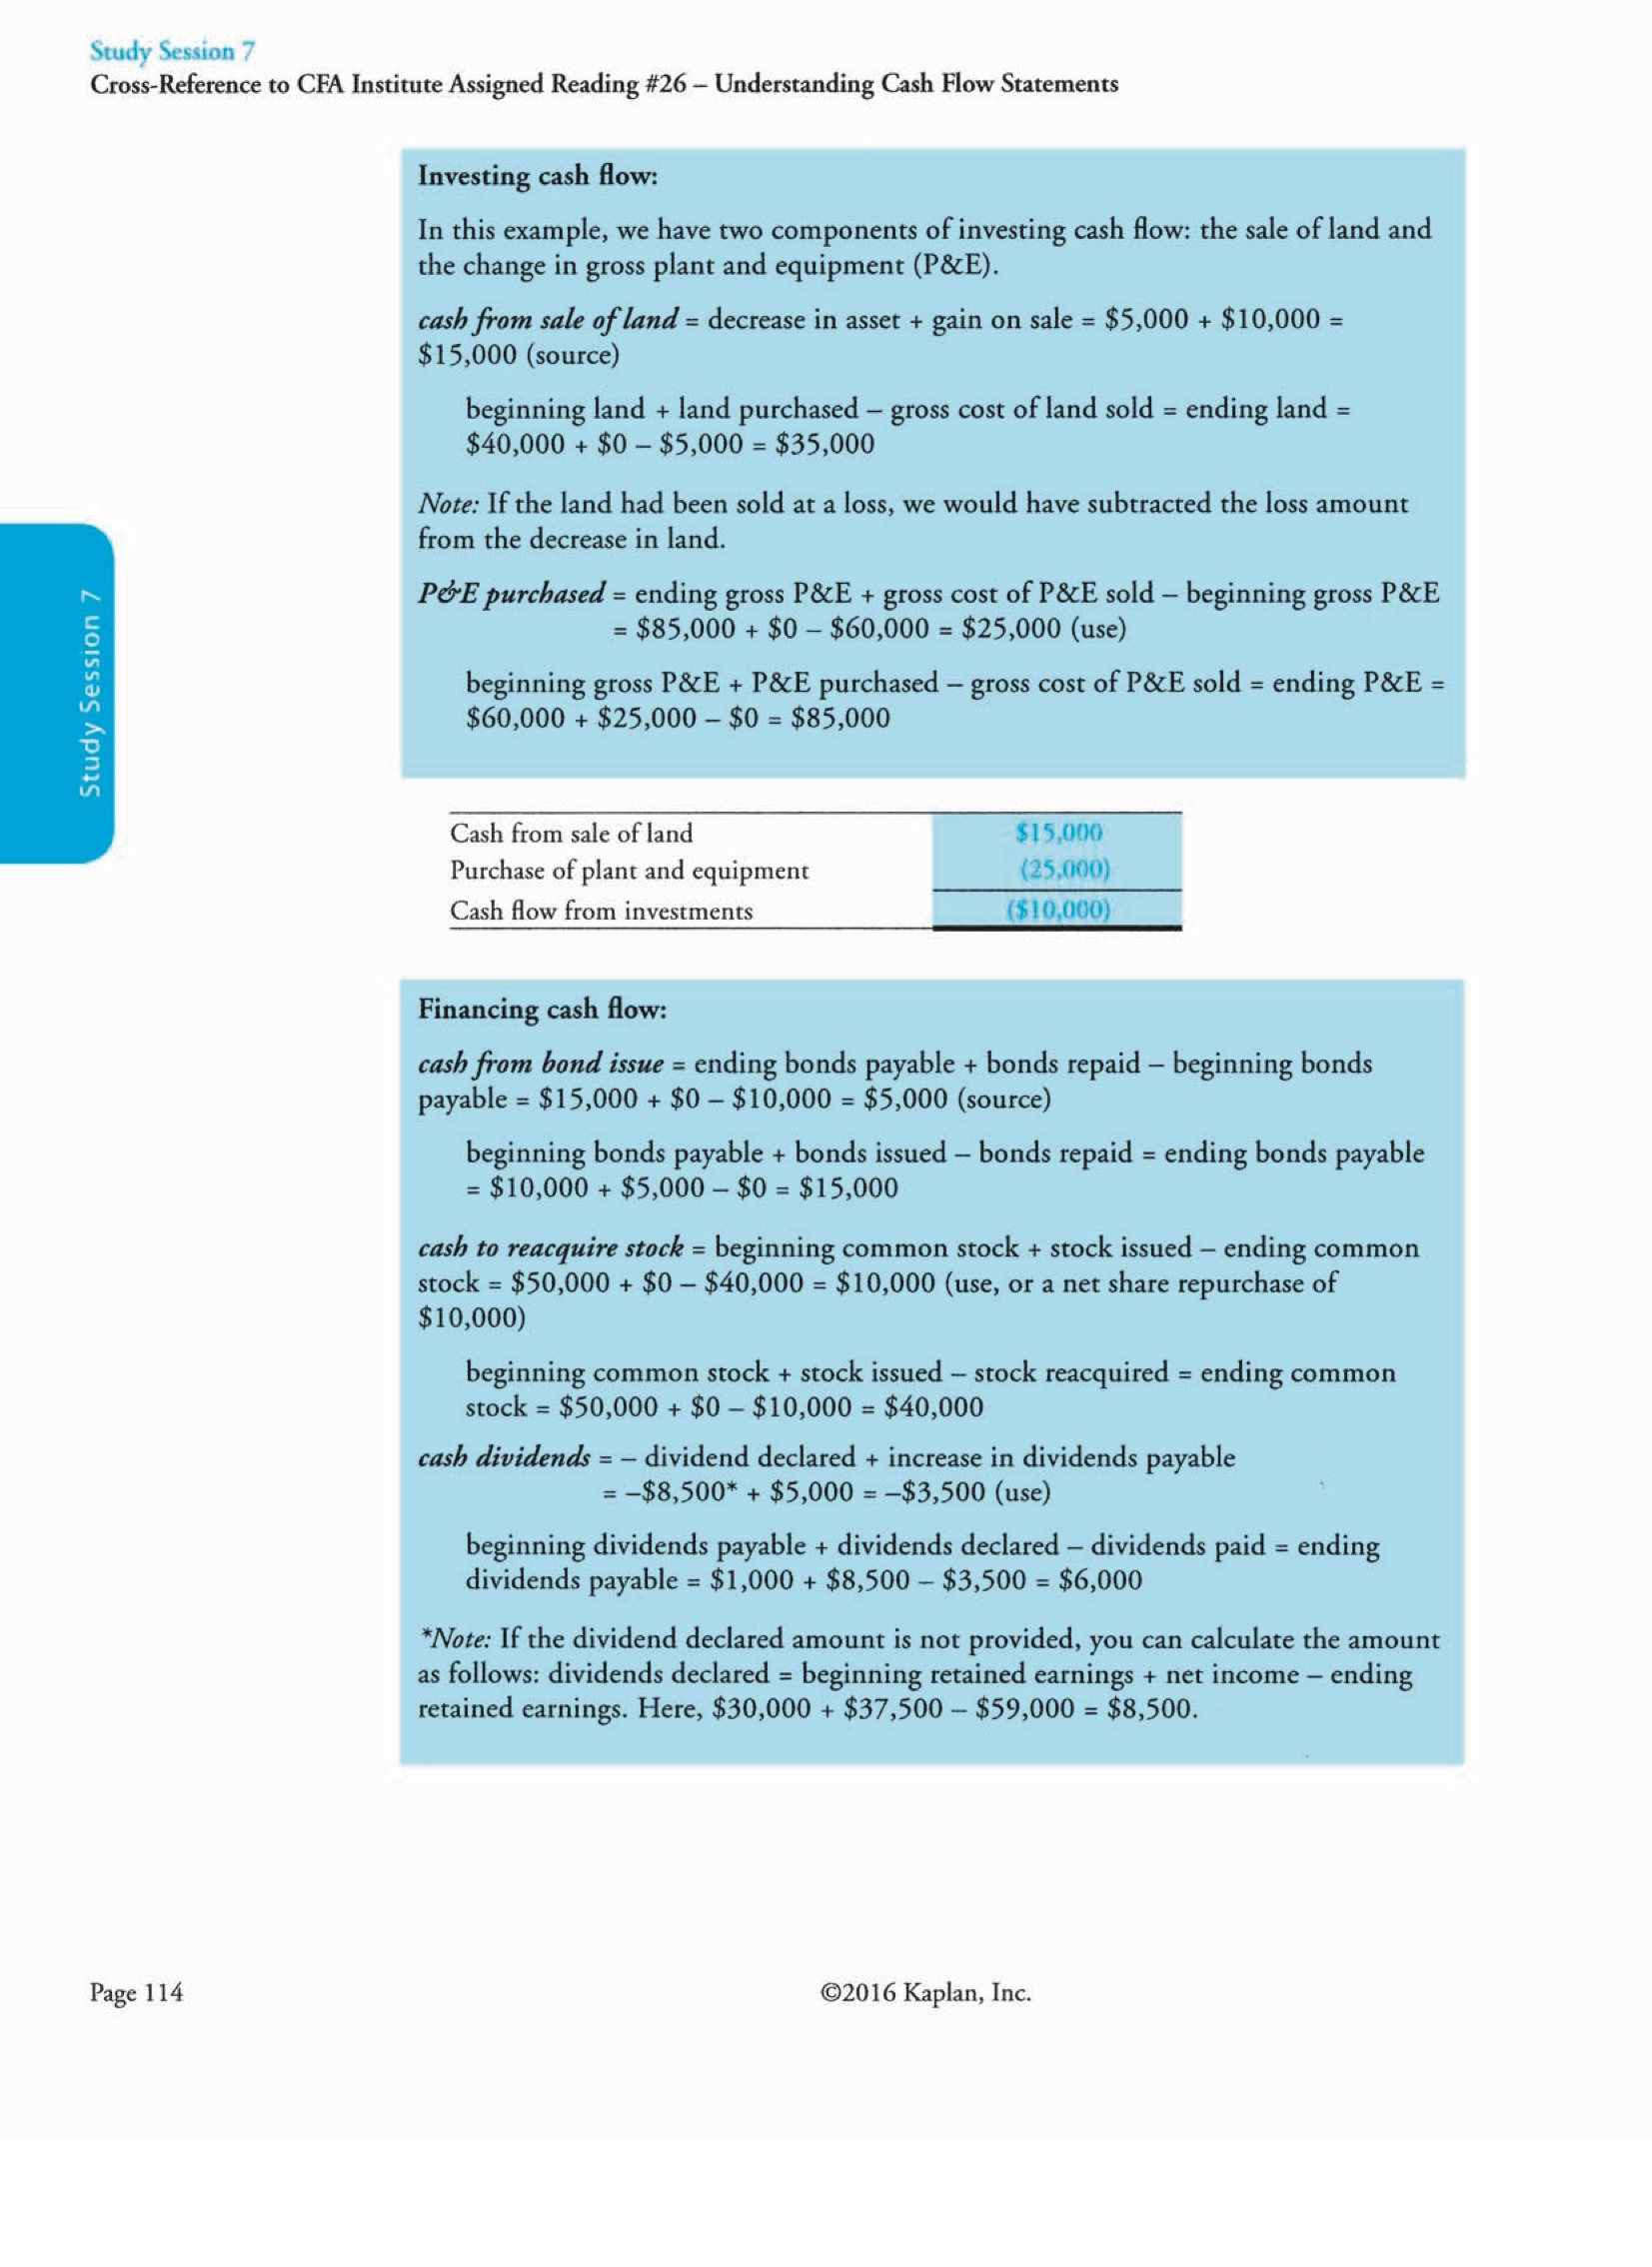 Study Session 7
Cross-Reference to CFA Institute Assigned Reading #26 – Understanding Cash Flow Statements
Investing cash flow:
In this example, we have two components of investing cash flow: the sale of land and
the change in gross plant and equipment (P&E).
cash from sale of land = decrease in asset + gain on sale = $5,000 + $10,000 =
$15,000 (source)
beginning land + land purchased – gross cost of land sold = ending land =
$40,000 + $0 – $5,000 = $35,000
Note: If the land had been sold at a loss, we would have subtracted the loss amount
from the decrease in land.
P&E purchased = ending gross P&E + gross cost of P&E sold – beginning gross P&E
= $85,000 + $0 – $60,000 = $25,000 (use)
beginning gross P&E + P&E purchased – gross cost of P&E sold = ending P&E =
$60,000 + $25,000 – $0 = $85,000
Study Session 7
Cash from sale of land $15,000
Purchase of plant and equipment (25,000)
Cash flow from investments ($10,000)
Financing cash flow:
cash from bond issue = ending bonds payable + bonds repaid – beginning bonds
payable = $15,000 + $0 – $10,000 = $5,000 (source)
beginning bonds payable + bonds issued – bonds repaid = ending bonds payable
= $10,000 + $5,000 – $0 = $15,000
cash to reacquire stock = beginning common stock + stock issued – ending common
stock = $50,000 + $0 – $40,000 = $10,000 (use, or a net share repurchase of
$10,000)
beginning common stock + stock issued – stock reacquired = ending common
stock = $50,000 + $0 – $10,000 = $40,000
cash dividends = – dividend declared + increase in dividends payable
= –$8,500* + $5,000 = –$3,500 (use)
beginning dividends payable + dividends declared – dividends paid = ending
dividends payable = $1,000 + $8,500 – $3,500 = $6,000
*Note: If the dividend declared amount is not provided, you can calculate the amount
as follows: dividends declared = beginning retained earnings + net income – ending
retained earnings. Here, $30,000 + $37,500 – $59,000 = $8,500.
Page 114 ©2016 Kaplan, Inc.